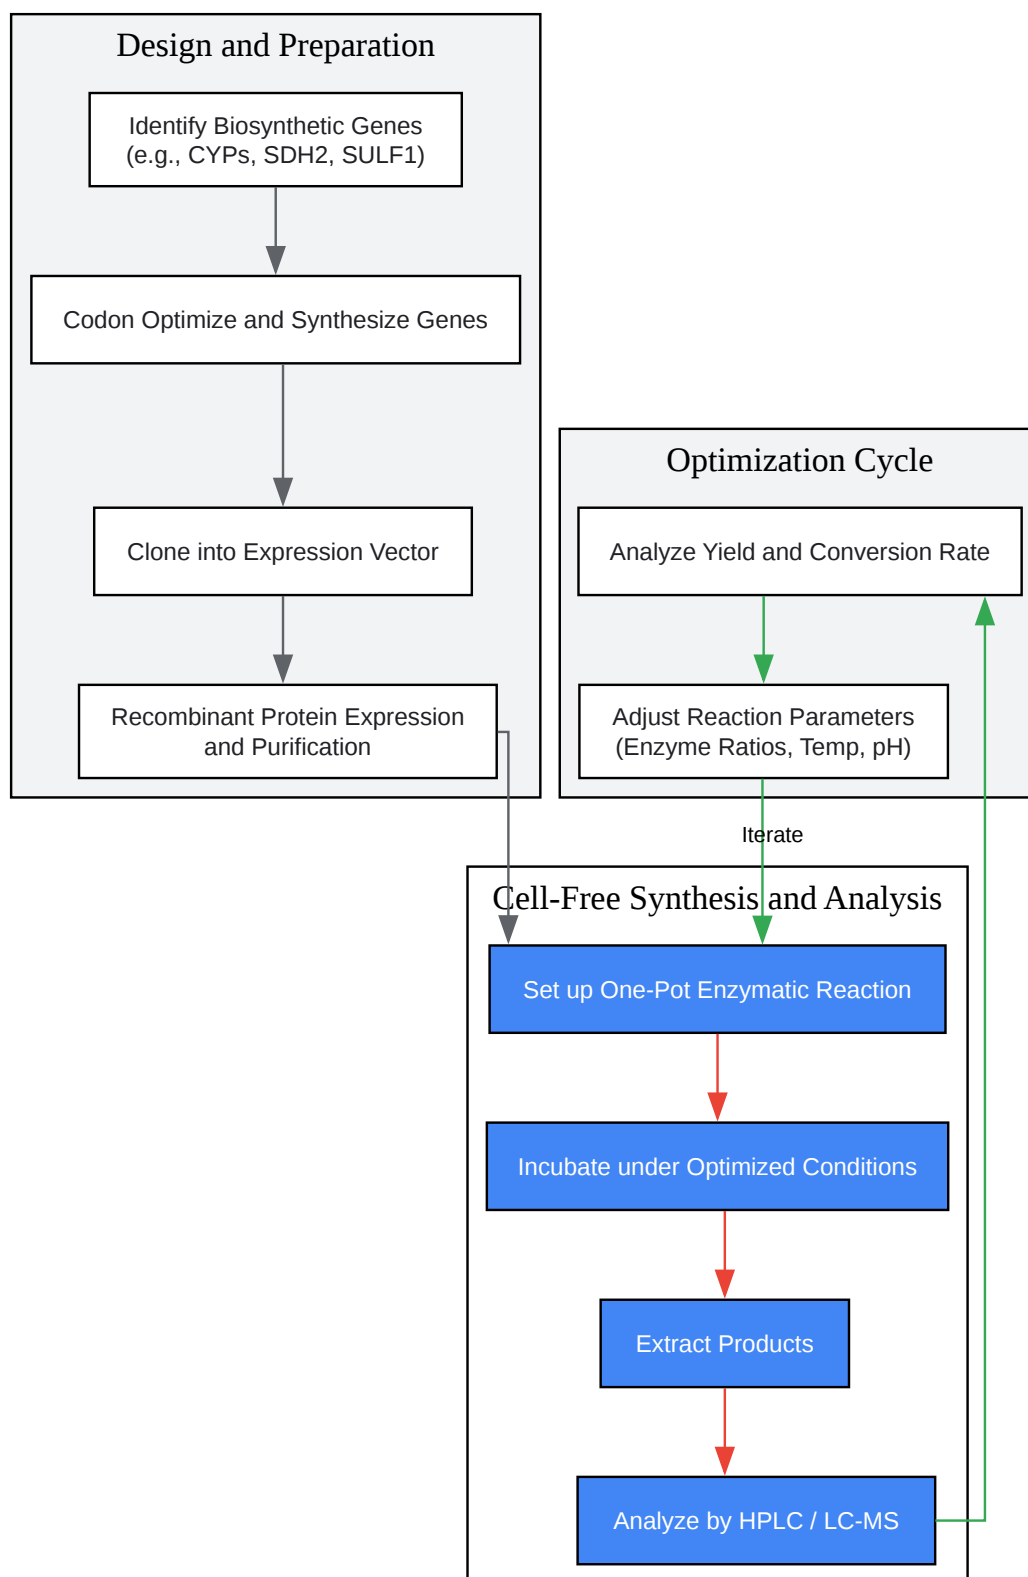 Design and Preparation
Identify Biosynthetic Genes
(e.g., CYPs, SDH2, SULF1)
Codon Optimize and Synthesize Genes
Clone into Expression Vector
Recombinant Protein Expression
and Purification
Optimization Cycle
Analyze Yield and Conversion Rate
Adjust Reaction Parameters
(Enzyme Ratios, Temp, pH)
Iterate
Cell-Free Synthesis and Analysis
Set up One-Pot Enzymatic Reaction
Incubate under Optimized Conditions
Extract Products
Analyze by HPLC / LC-MS